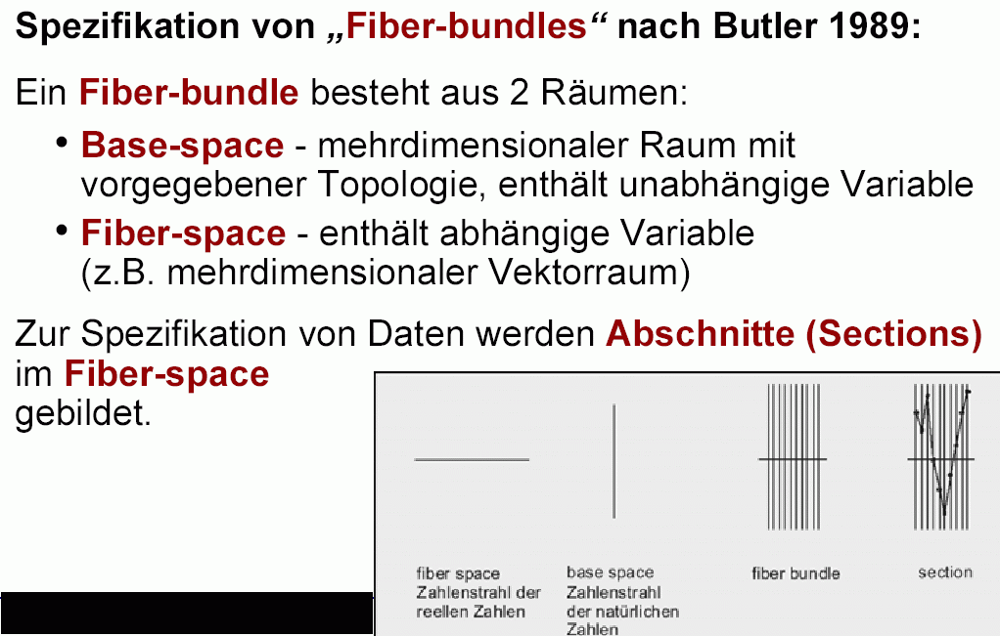 Spezifikation von „Fiber-bundles“ nach Butler 1989:
Ein Fiber-bundle besteht aus 2 Räumen:
• Base-space - mehrdimensionaler Raum mit
vorgegebener Topologie, enthält unabhängige Variable
• Fiber-space - enthält abhängige Variable
(z.B. mehrdimensionaler Vektorraum)
Zur Spezifikation von Daten werden Abschnitte (Sections)
im Fiber-space
gebildet.
fiber space
Zahlenstrahl der
reellen Zahlen
base space
Zahlenstrahl
der natürlichen
Zahlen
fiber bundle
section